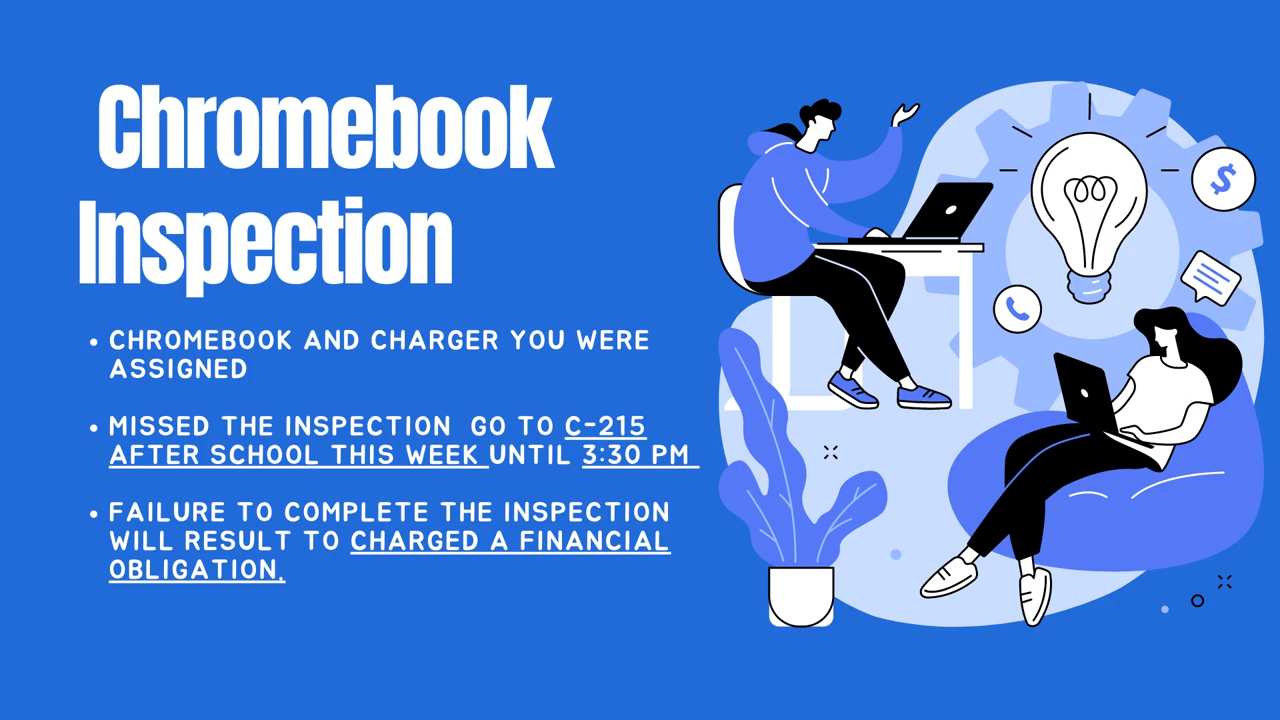 Chromebook
Inspection
• CHROMEBOOK AND CHARGER YOU WERE
ASSIGNED
• MISSED THE INSPECTION  GO TO C-215
AFTER SCHOOL THIS WEEK UNTIL 3:30 PM
• FAILURE TO COMPLETE THE INSPECTION
WILL RESULT TO CHARGED A FINANCIAL
OBLIGATION.
$